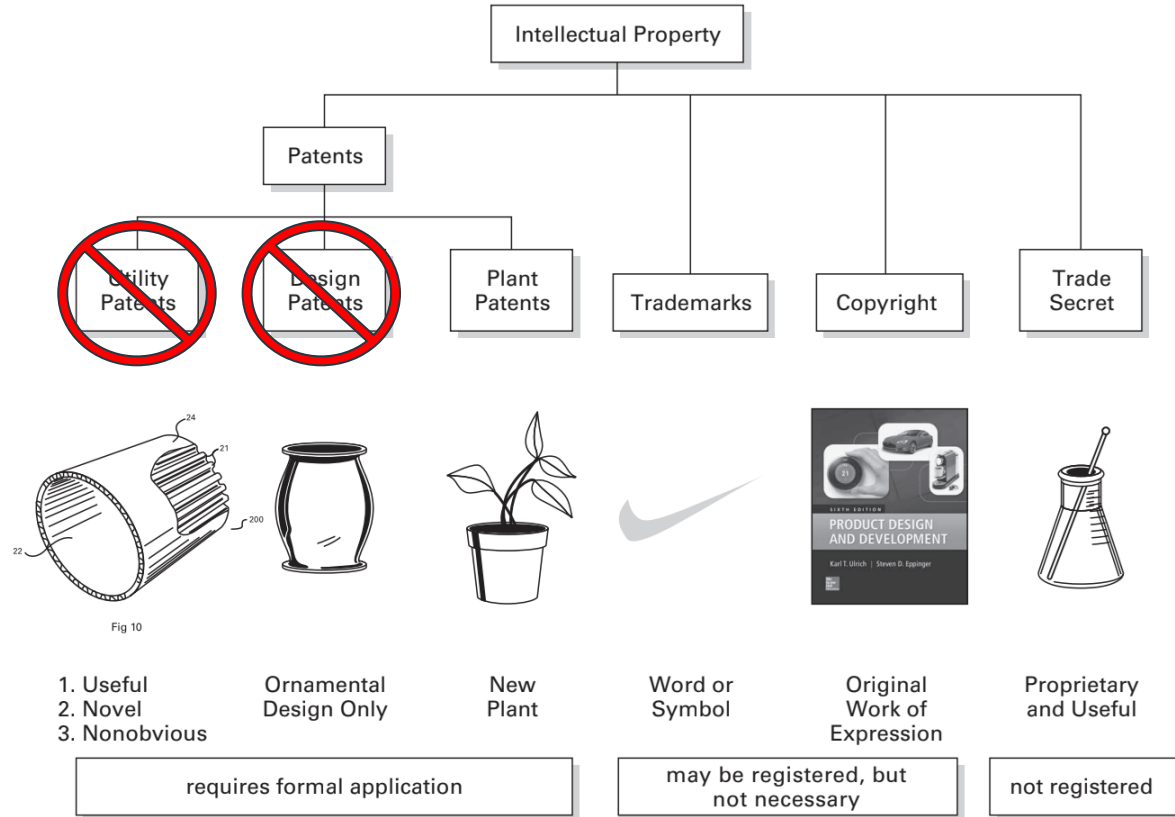 Intellectual Property
Patents
Utility
Patents
Design
Patents
Plant
Patents
Trademarks
Copyright
Trade
Secret
24
21
200
22
Fig 10
21
SIXTH EDITION
PRODUCT DESIGN
AND DEVELOPMENT
Karl T. Ulrich | Steven D. Eppinger
1. Useful
2. Novel
3. Nonobvious
Ornamental
Design Only
New
Plant
Word or
Symbol
Original
Work of
Expression
Proprietary
and Useful
requires formal application
may be registered, but
not necessary
not registered